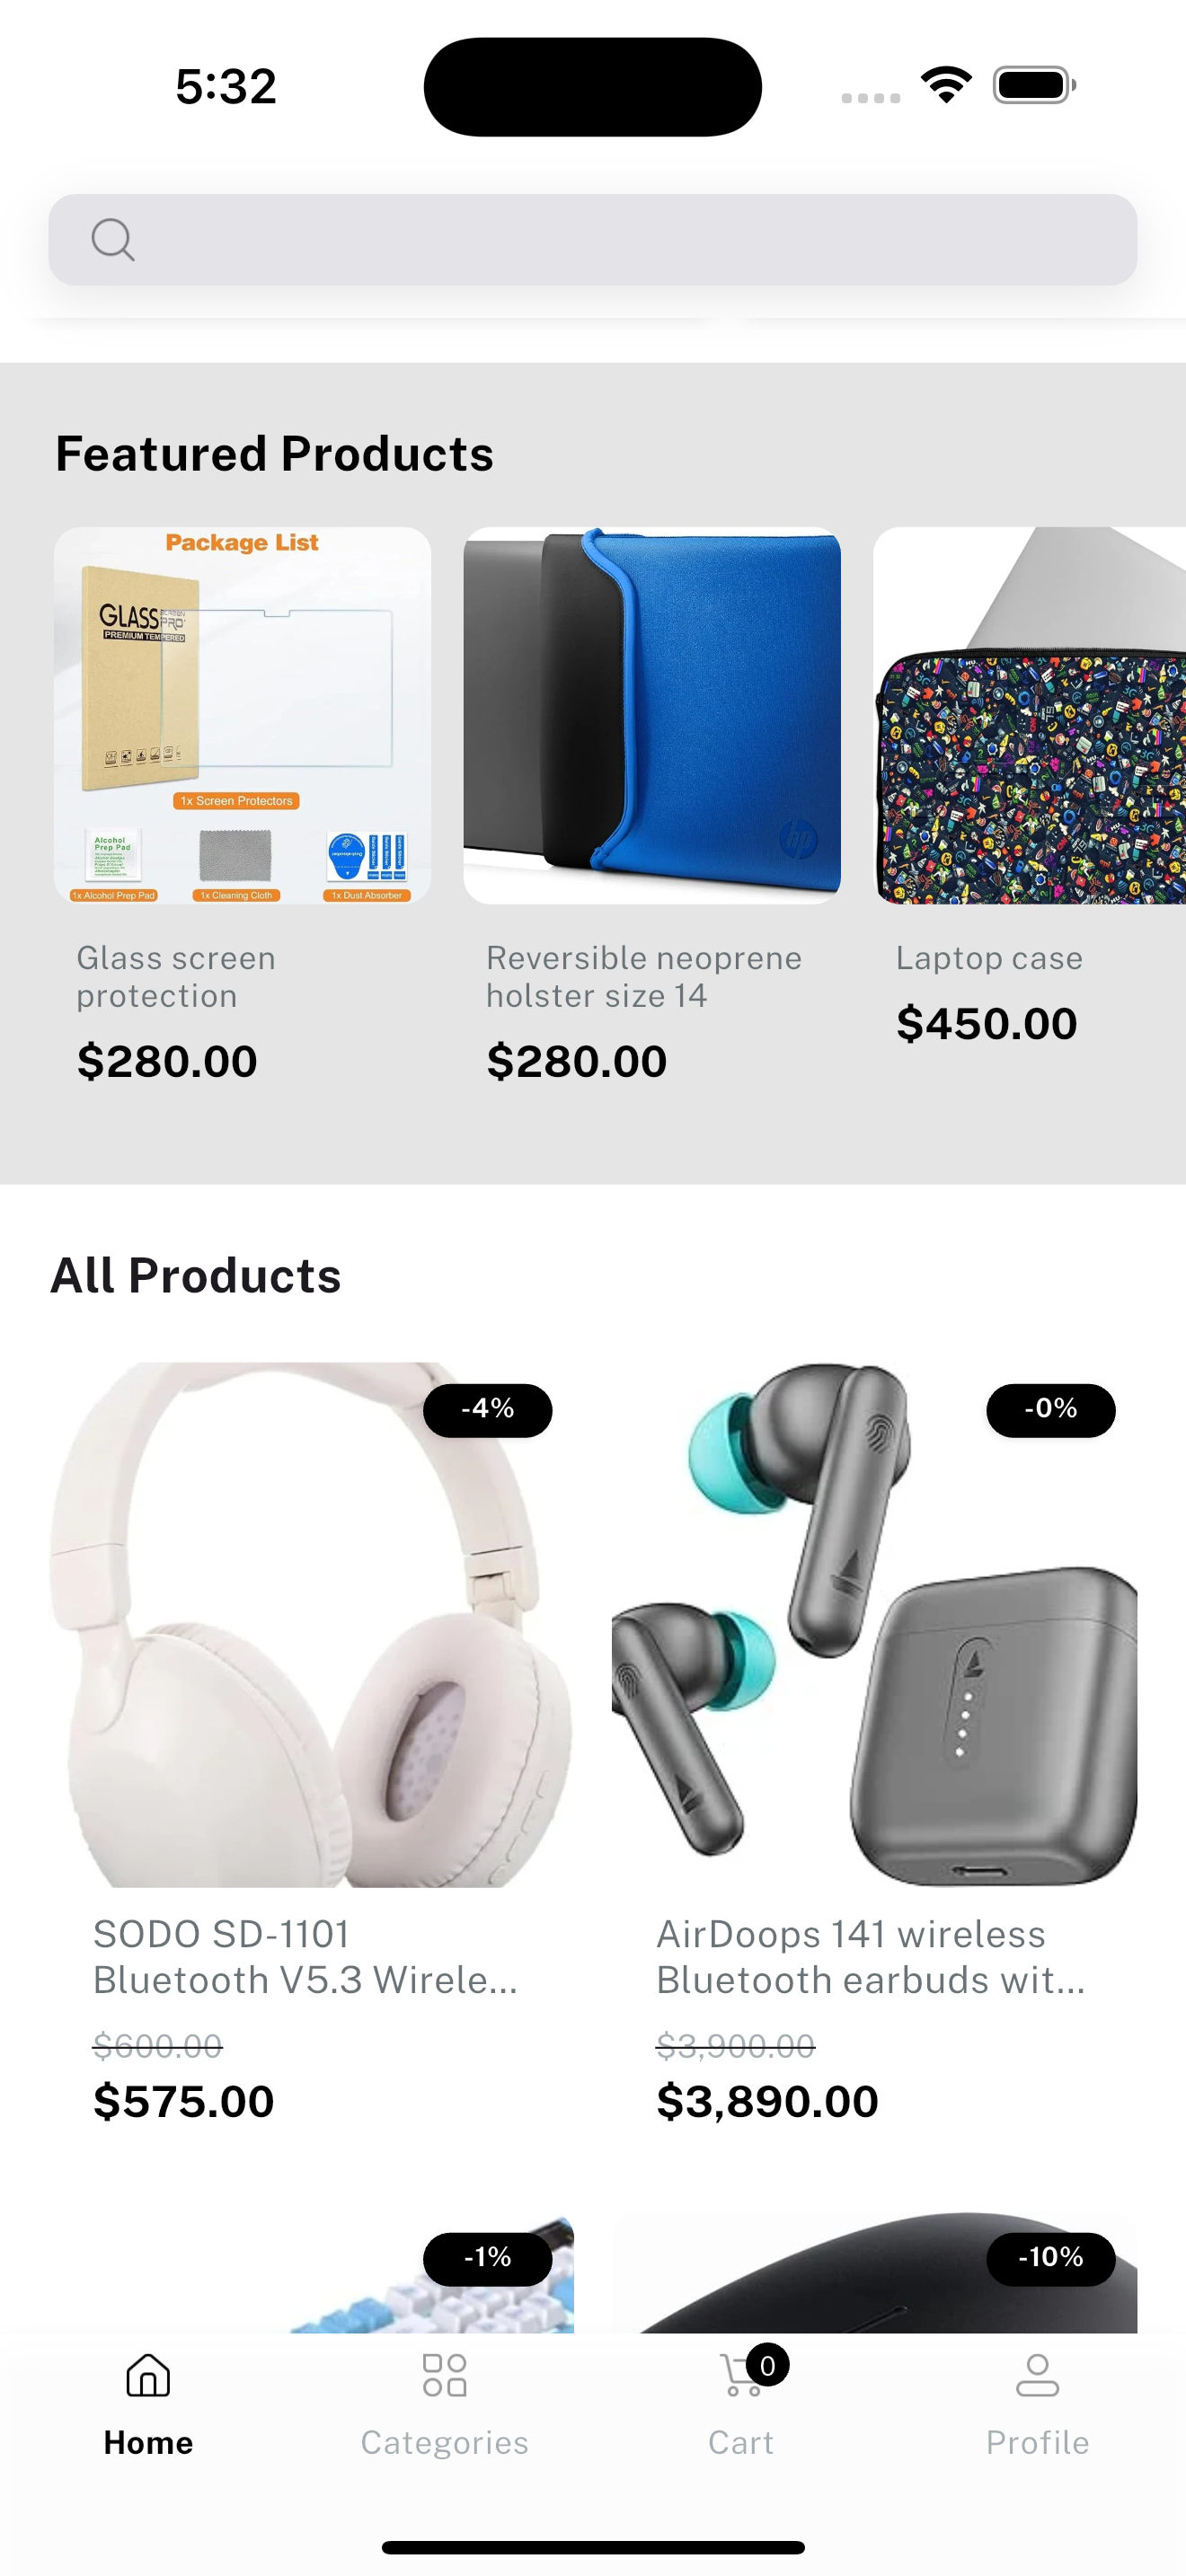 5:32
Featured Products
Package List
GLASS
SCREEN
PRO+
PREMIUM TEMPERED
1x Screen Protectors
Alcohol
Prep Pad
1x Alcohol Prep Pad
1x Cleaning Cloth
1x Dust Absorber
hp
Glass screen
protection
$280.00
Reversible neoprene
holster size 14
$280.00
Laptop case
$450.00
All Products
-4%
-0%
SODO SD-1101
Bluetooth V5.3 Wirele...
$600.00
$575.00
AirDoops 141 wireless
Bluetooth earbuds wit...
$3,900.00
$3,890.00
-1%
-10%
0
Home
Categories
Cart
Profile